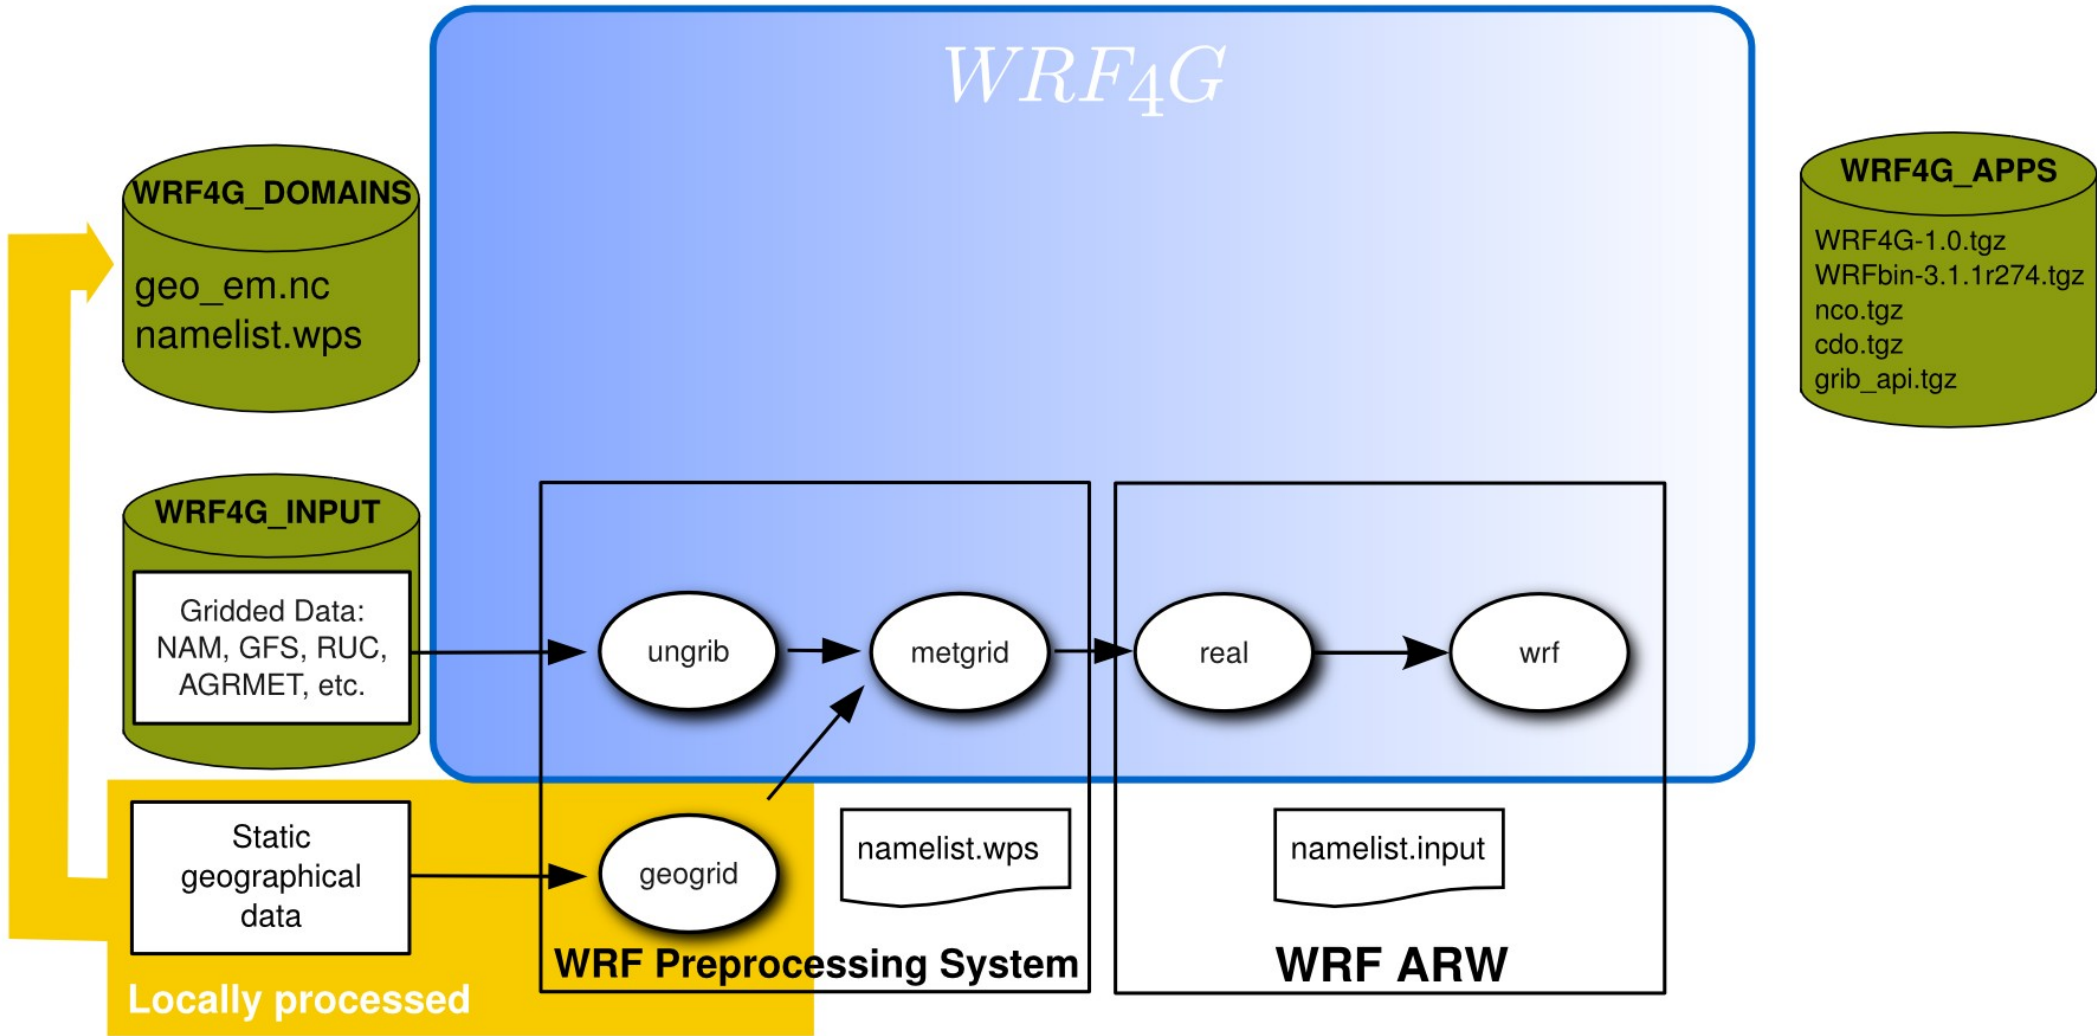 WRF4G
WRF4G_DOMAINS
geo_em.nc
namelist.wps
WRF4G_APPS
WRF4G-1.0.tgz
WRFbin-3.1.1r274.tgz
nco.tgz
cdo.tgz
grib_api.tgz
WRF4G_INPUT
Gridded Data:
NAM, GFS, RUC,
AGRMET, etc.
ungrib
metgrid
real
wrf
Static
geographical
data
geogrid
namelist.wps
namelist.input
WRF Preprocessing System
WRF ARW
Locally processed